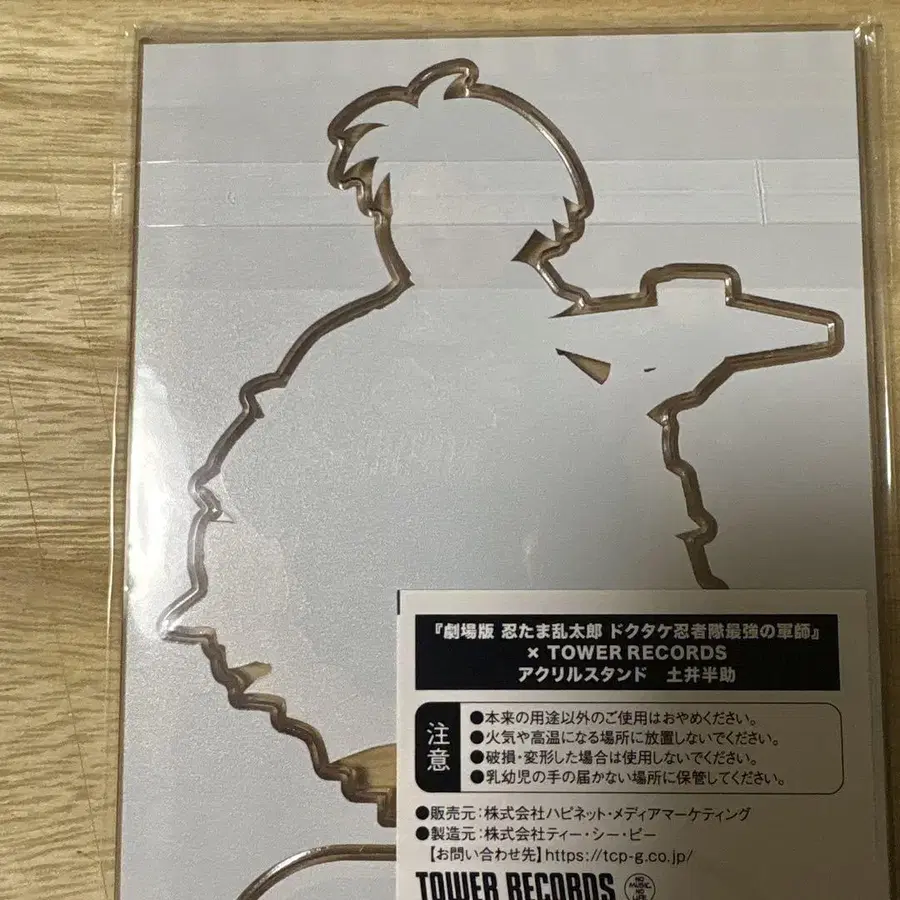 『劇場版 忍たま乱太郎 ドクタケ忍者隊最強の軍師』
× TOWER RECORDS
アクリルスタンド 土井半助
注意
●本来の用途以外のご使用はおやめください。
●火気や高温になる場所に放置しないでください。
●破損・変形した場合は使用しないでください。
●乳幼児の手の届かない場所に保管してください。
●販売元:株式会社ハピネット・メディアマーケティング
●製造元:株式会社ティー・シー・ピー
【お問い合わせ先】https://tcp-g.co.jp/
TOWER RECORDS
NO MUSIC, NO LIFE.